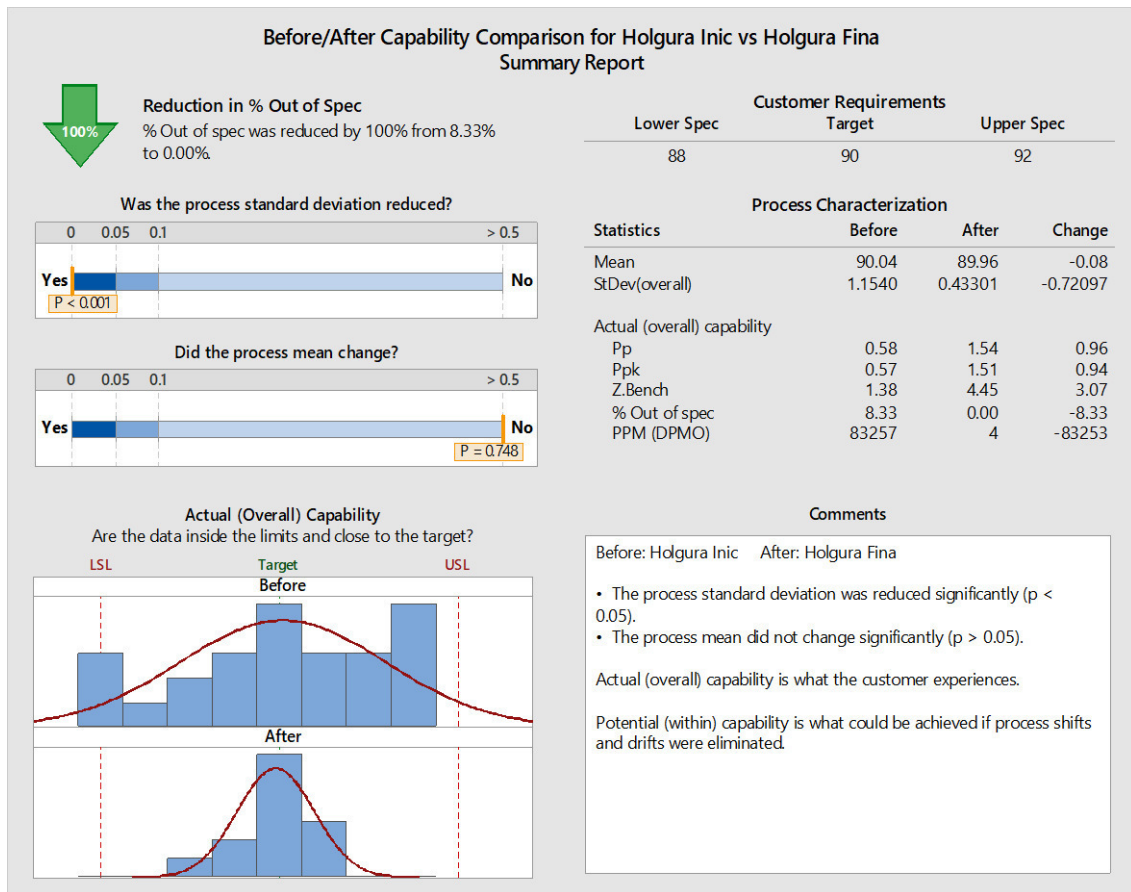 Before/After Capability Comparison for Holgura Inic vs Holgura Fina
Summary Report
100%
Reduction in % Out of Spec
% Out of spec was reduced by 100% from 8.33%
to 0.00%.
Customer Requirements
Lower Spec Target Upper Spec
88 90 92
Was the process standard deviation reduced?
0 0.05 0.1 > 0.5
Yes No
P < 0.001
Did the process mean change?
0 0.05 0.1 > 0.5
Yes No
P = 0.748
Process Characterization
Statistics Before After Change
Mean 90.04 89.96 -0.08
StDev(overall) 1.1540 0.43301 -0.72097
Actual (overall) capability
Pp 0.58 1.54 0.96
Ppk 0.57 1.51 0.94
Z.Bench 1.38 4.45 3.07
% Out of spec 8.33 0.00 -8.33
PPM (DPMO) 83257 4 -83253
Actual (Overall) Capability
Are the data inside the limits and close to the target?
LSL Target USL
Before
After
Comments
Before: Holgura Inic After: Holgura Fina
• The process standard deviation was reduced significantly (p <
0.05).
• The process mean did not change significantly (p > 0.05).
Actual (overall) capability is what the customer experiences.
Potential (within) capability is what could be achieved if process shifts
and drifts were eliminated.